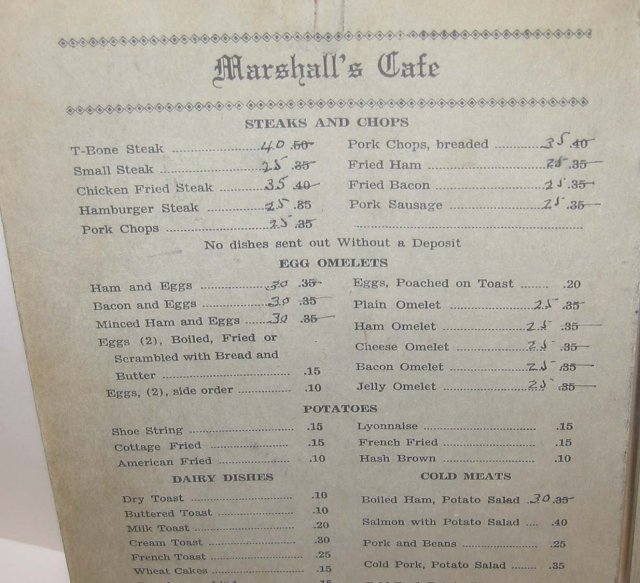 Marshall's Cafe
STEAKS AND CHOPS
T-Bone Steak 40 .50
Small Steak 25 .35
Chicken Fried Steak 35 .40
Hamburger Steak 25 .35
Pork Chops 25 .35
Pork Chops, breaded 35 .40
Fried Ham 25 .35
Fried Bacon 25 .35
Pork Sausage 25 .35
No dishes sent out Without a Deposit
EGG OMELETS
Ham and Eggs 30 .35
Bacon and Eggs 30 .35
Minced Ham and Eggs 30 .35
Eggs (2), Boiled, Fried or
Scrambled with Bread and
Butter .15
Eggs, (2), side order .10
Eggs, Poached on Toast .20
Plain Omelet 25 .35
Ham Omelet 25 .35
Cheese Omelet 25 .35
Bacon Omelet 25 .35
Jelly Omelet 25 .35
POTATOES
Shoe String .15
Cottage Fried .15
American Fried .10
Lyonnaise .15
French Fried .15
Hash Brown .10
DAIRY DISHES
Dry Toast .10
Buttered Toast .10
Milk Toast .20
Cream Toast .30
French Toast .25
Wheat Cakes .15
COLD MEATS
Boiled Ham, Potato Salad 30 .35
Salmon with Potato Salad .40
Pork and Beans .25
Cold Pork, Potato Salad .35